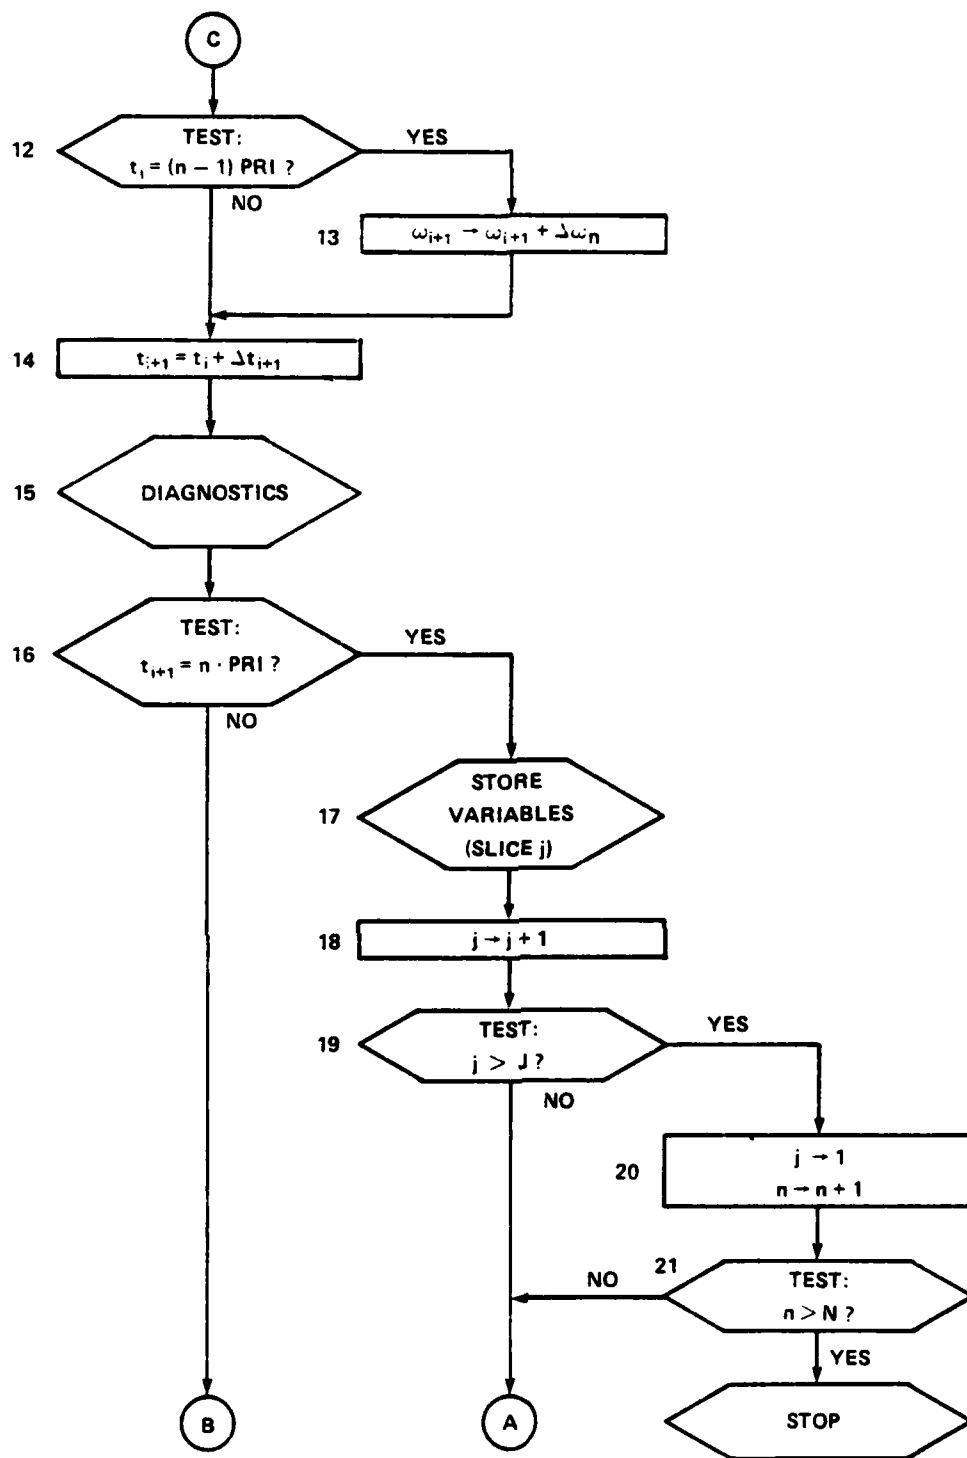 C
12
TEST:
tᵢ = (n − 1) PRI ?
YES
NO
13
ωᵢ₊₁ → ωᵢ₊₁ + Δωₙ
14
tᵢ₊₁ = tᵢ + Δtᵢ₊₁
15
DIAGNOSTICS
16
TEST:
tᵢ₊₁ = n · PRI ?
YES
NO
17
STORE
VARIABLES
(SLICE j)
18
j → j + 1
19
TEST:
j > J ?
YES
NO
20
j → 1
n → n + 1
21
TEST:
n > N ?
NO
YES
B
A
STOP